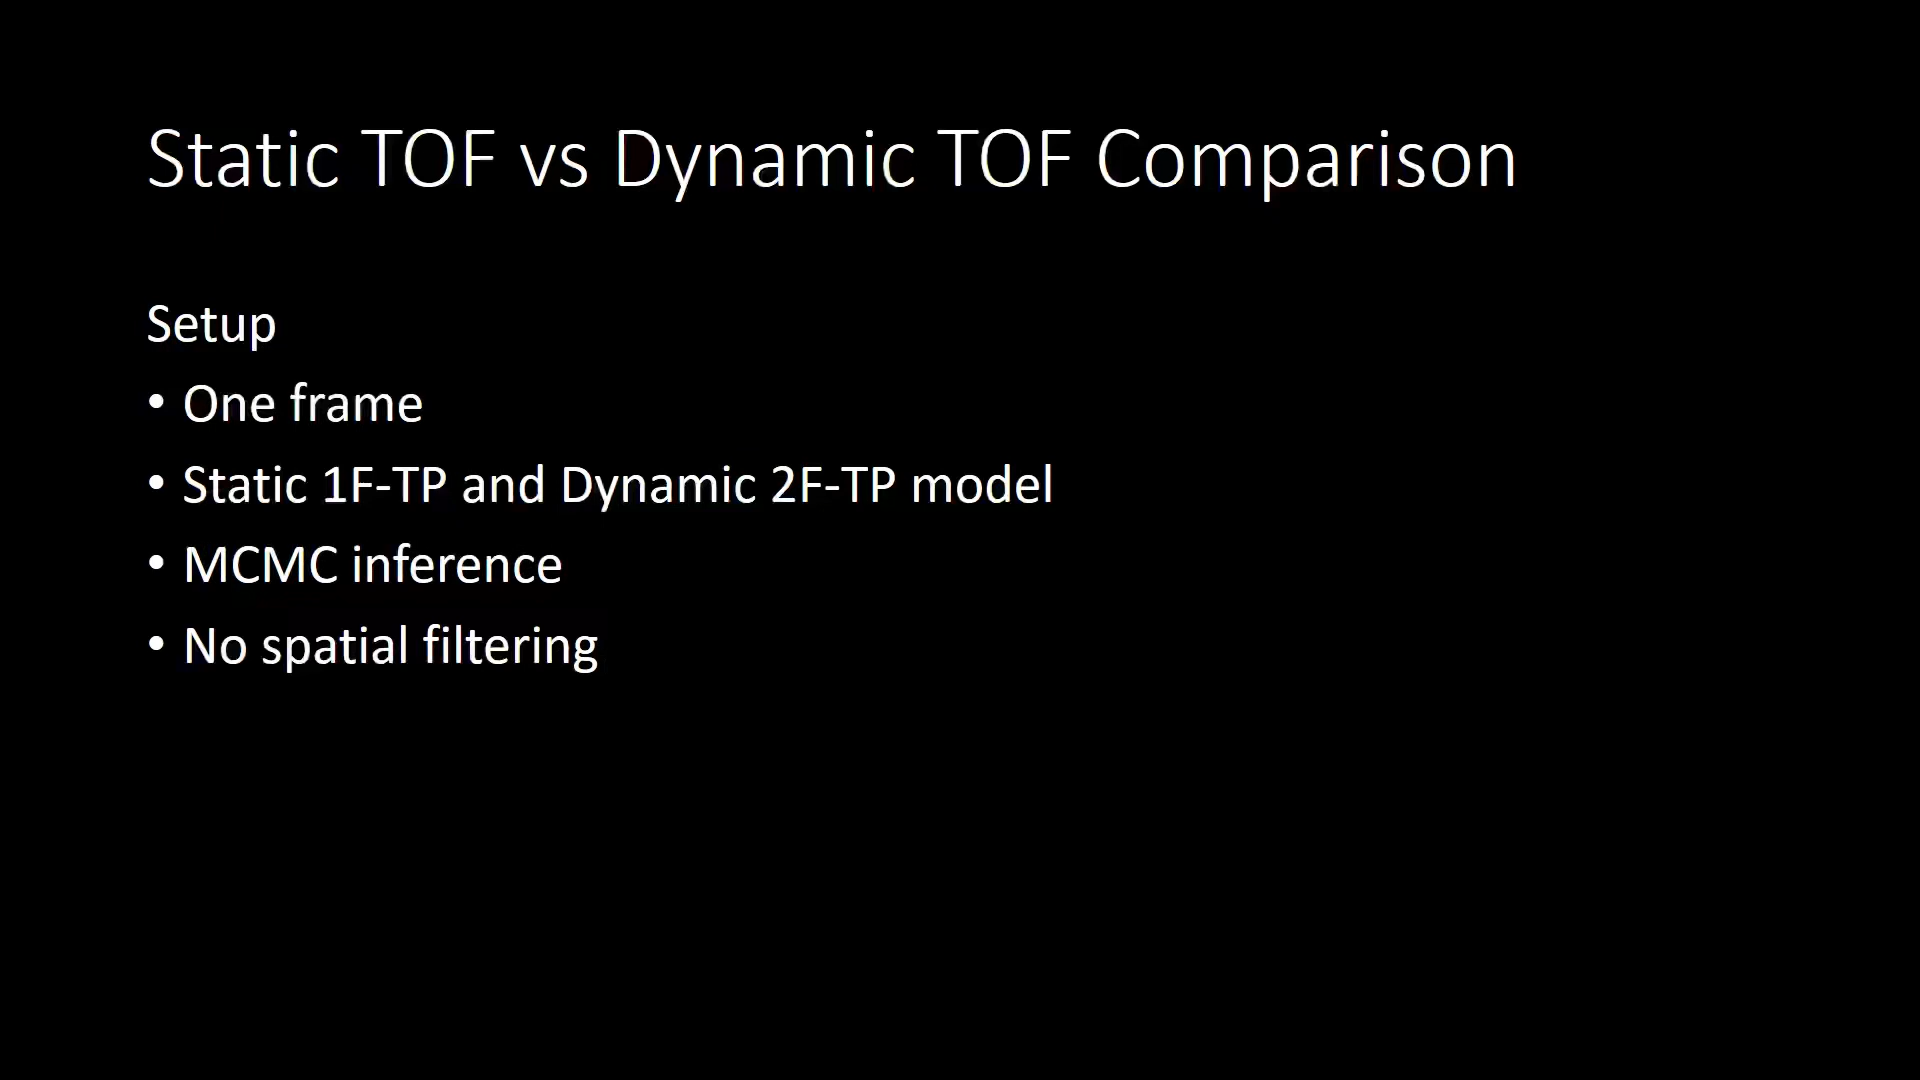 Static TOF vs Dynamic TOF Comparison
Setup
• One frame
• Static 1F-TP and Dynamic 2F-TP model
• MCMC inference
• No spatial filtering